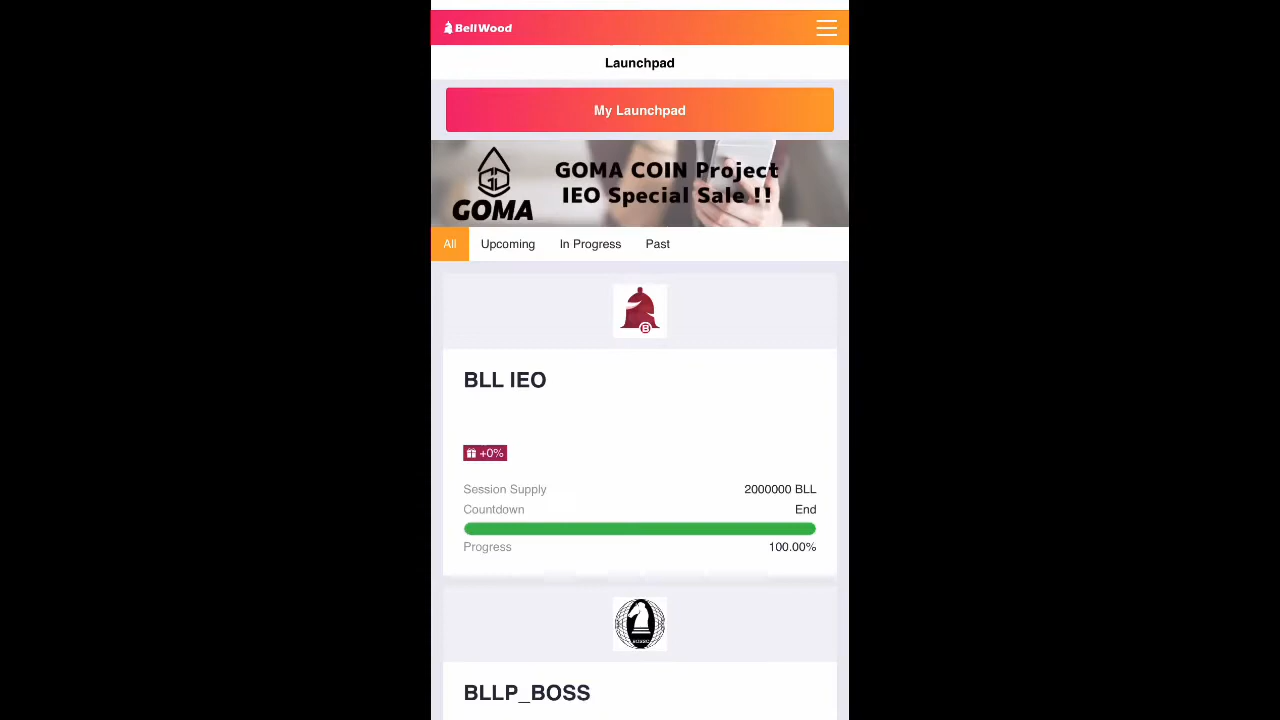 BellWood
Launchpad
My Launchpad
GOMA COIN Project
IEO Special Sale !!
GOMA
All Upcoming In Progress Past
BLL IEO
+0%
Session Supply 2000000 BLL
Countdown End
Progress 100.00%
BLLP_BOSS